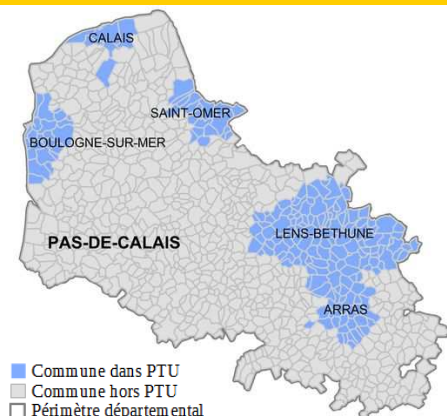 CALAIS
SAINT-OMER
BOULOGNE-SUR-MER
LENS-BETHUNE
PAS-DE-CALAIS
ARRAS
Commune dans PTU
Commune hors PTU
Périmètre départemental